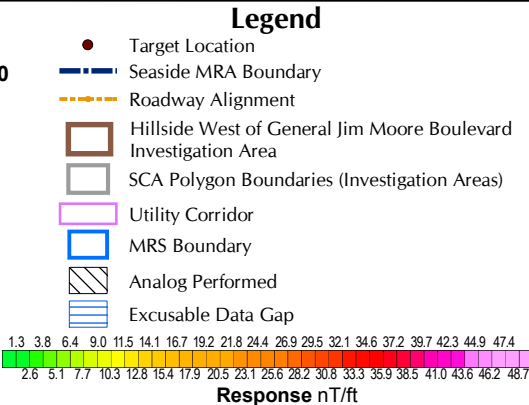 Legend
0
Target Location
Seaside MRA Boundary
Roadway Alignment
Hillside West of General Jim Moore Boulevard
Investigation Area
SCA Polygon Boundaries (Investigation Areas)
Utility Corridor
MRS Boundary
Analog Performed
Excusable Data Gap
1.3 3.8 6.4 9.0 11.5 14.1 16.7 19.2 21.8 24.4 26.9 29.5 32.1 34.6 37.2 39.7 42.3 44.9 47.4
2.6 5.1 7.7 10.3 12.8 15.4 17.9 20.5 23.1 25.6 28.2 30.8 33.3 35.9 38.5 41.0 43.6 46.2 48.7
Response nT/ft